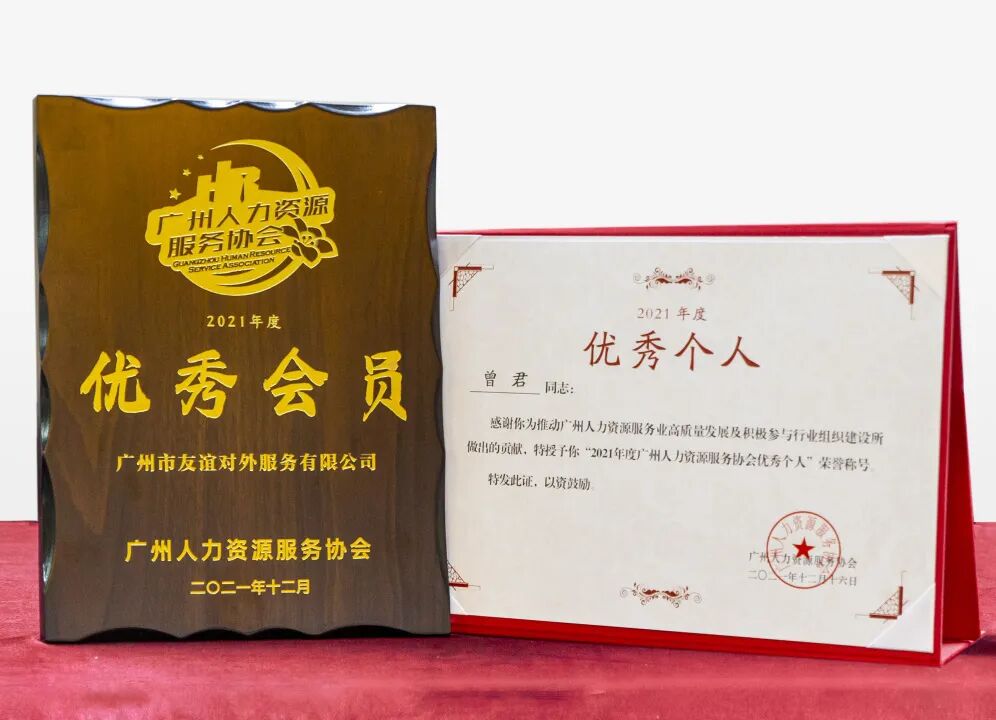 广州人力资源
服务协会
GUANGZHOU HUMAN RESOURCE
SERVICE ASSOCIATION
2021年度
优秀会员
广州市友谊对外服务有限公司
广州人力资源服务协会
二〇二一年十二月
2021年度
优秀个人
曾君 同志:
感谢你为推动广州人力资源服务业高质量发展及积极参与行业组织建设所
做出的贡献,特授予你“2021年度广州人力资源服务协会优秀个人”荣誉称号。
特发此证,以资鼓励。
广州人力资源服务协会
二〇二一年十二月十六日